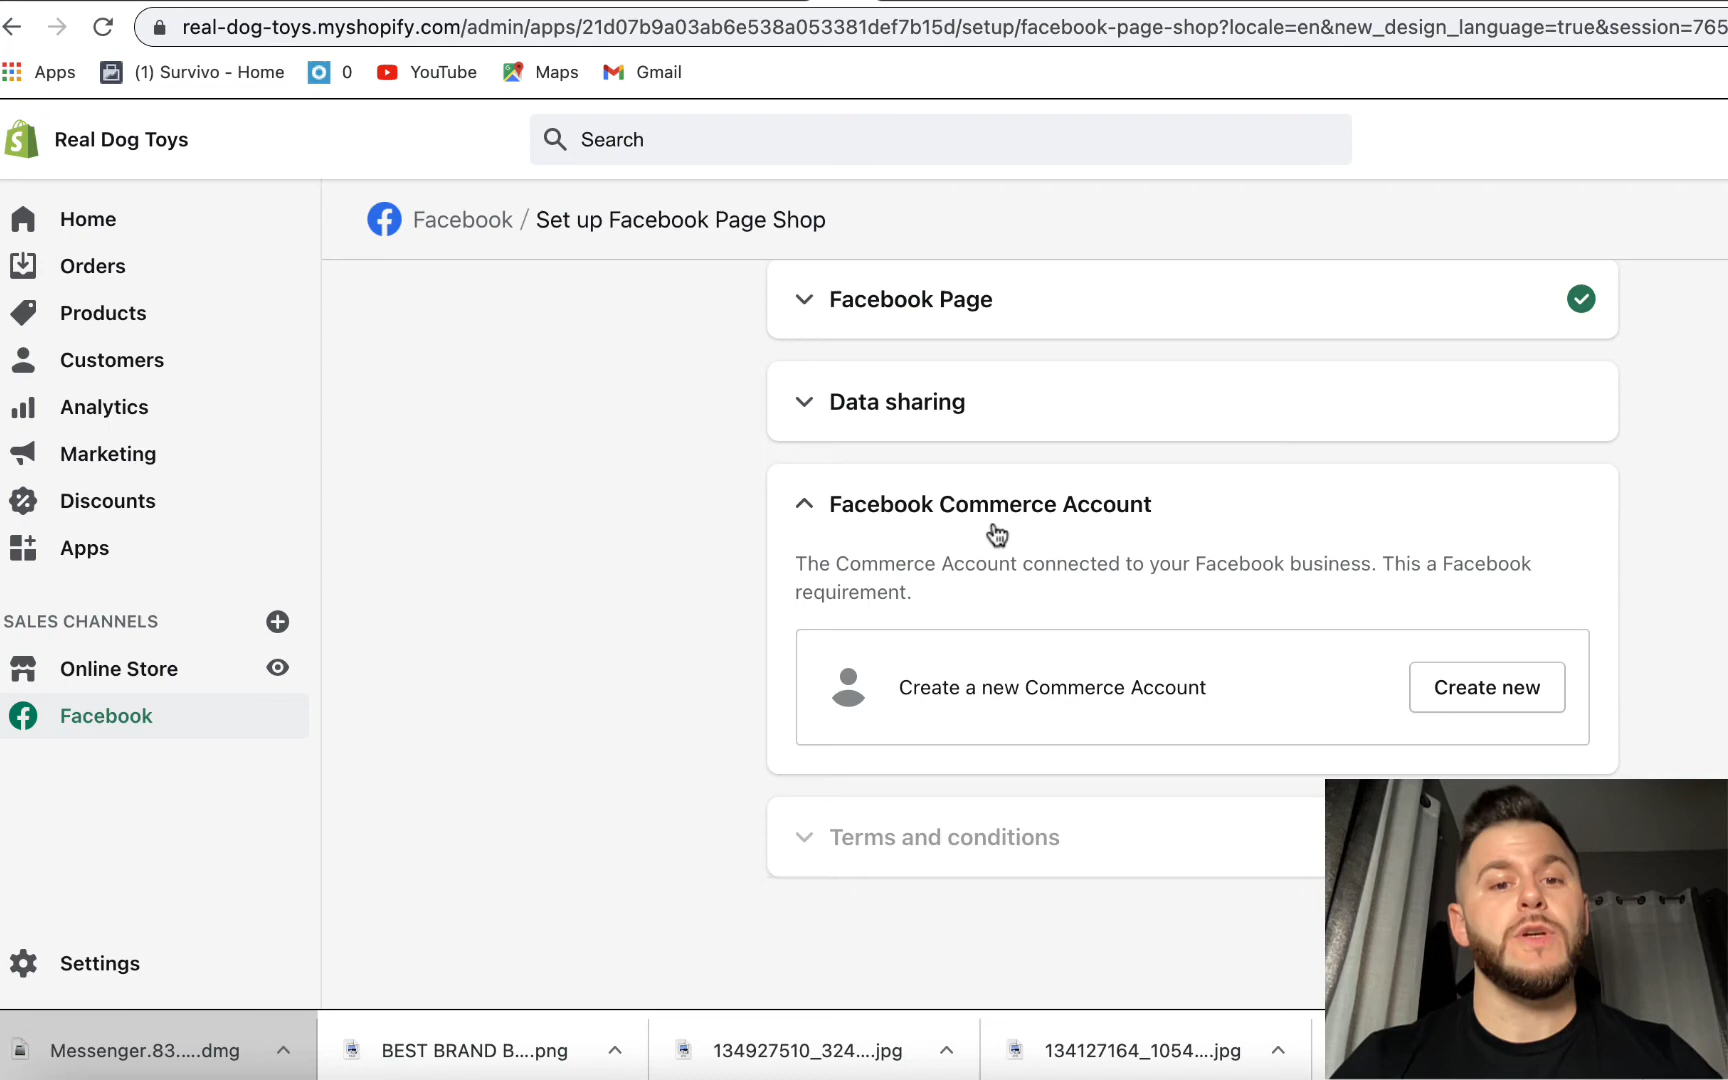 real-dog-toys.myshopify.com/admin/apps/21d07b9a03ab6e538a053381def7b15d/setup/facebook-page-shop?locale=en&new_design_language=true&session=765
Apps (1) Survivo - Home 0 YouTube Maps Gmail
Real Dog Toys
Search
Home
Orders
Products
Customers
Analytics
Marketing
Discounts
Apps
SALES CHANNELS
Online Store
Facebook
Settings
Facebook / Set up Facebook Page Shop
Facebook Page
Data sharing
Facebook Commerce Account
The Commerce Account connected to your Facebook business. This a Facebook
requirement.
Create a new Commerce Account Create new
Terms and conditions
Messenger.83.....dmg BEST BRAND B....png 134927510_324....jpg 134127164_1054....jpg